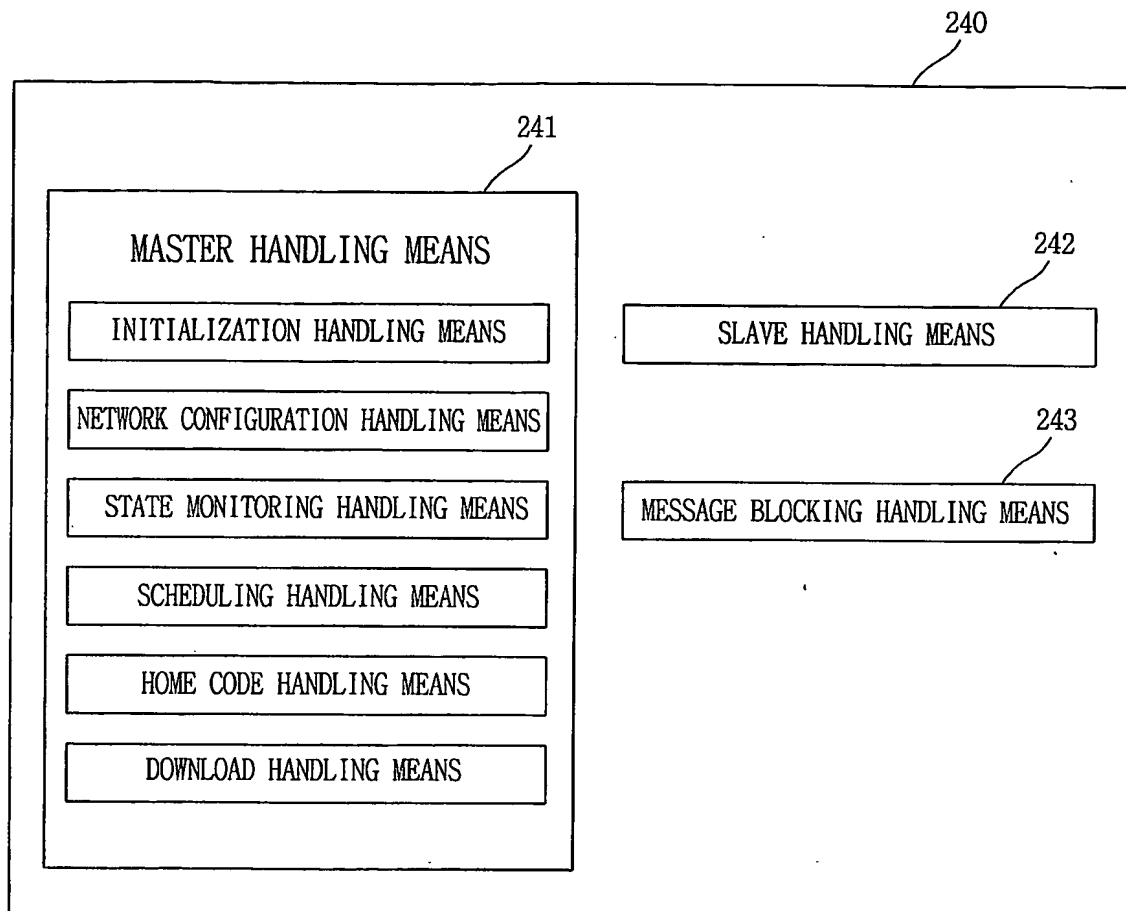 240
241
MASTER HANDLING MEANS
INITIALIZATION HANDLING MEANS
NETWORK CONFIGURATION HANDLING MEANS
STATE MONITORING HANDLING MEANS
SCHEDULING HANDLING MEANS
HOME CODE HANDLING MEANS
DOWNLOAD HANDLING MEANS
242
SLAVE HANDLING MEANS
243
MESSAGE BLOCKING HANDLING MEANS